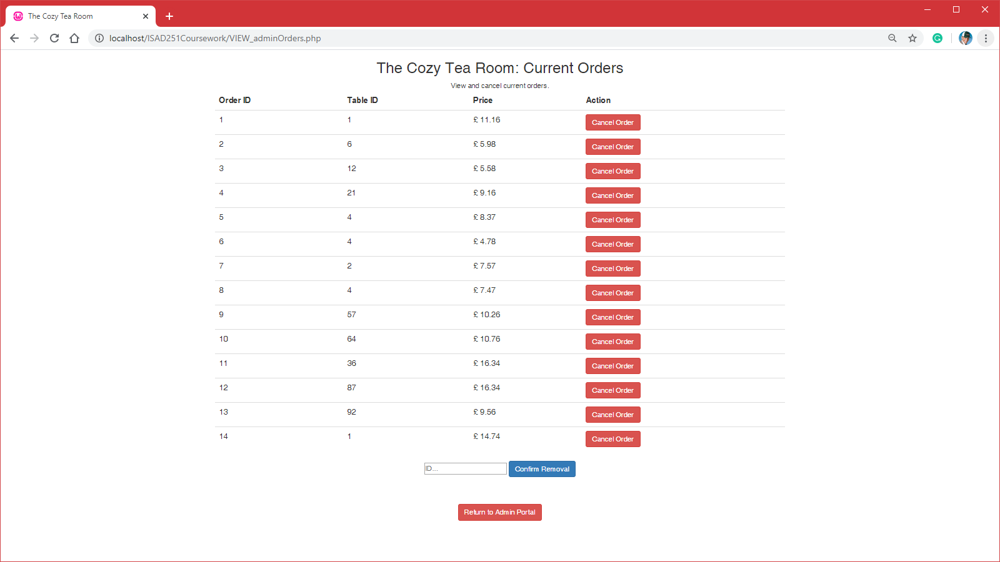 The Cozy Tea Room
localhost/ISAD251Coursework/VIEW_adminOrders.php
The Cozy Tea Room: Current Orders
View and cancel current orders.
Order ID Table ID Price Action
1 1 £ 11.16 Cancel Order
2 6 £ 5.98 Cancel Order
3 12 £ 5.58 Cancel Order
4 21 £ 9.16 Cancel Order
5 4 £ 8.37 Cancel Order
6 4 £ 4.78 Cancel Order
7 2 £ 7.57 Cancel Order
8 4 £ 7.47 Cancel Order
9 57 £ 10.26 Cancel Order
10 64 £ 10.76 Cancel Order
11 36 £ 16.34 Cancel Order
12 87 £ 16.34 Cancel Order
13 92 £ 9.56 Cancel Order
14 1 £ 14.74 Cancel Order
ID... Confirm Removal
Return to Admin Portal